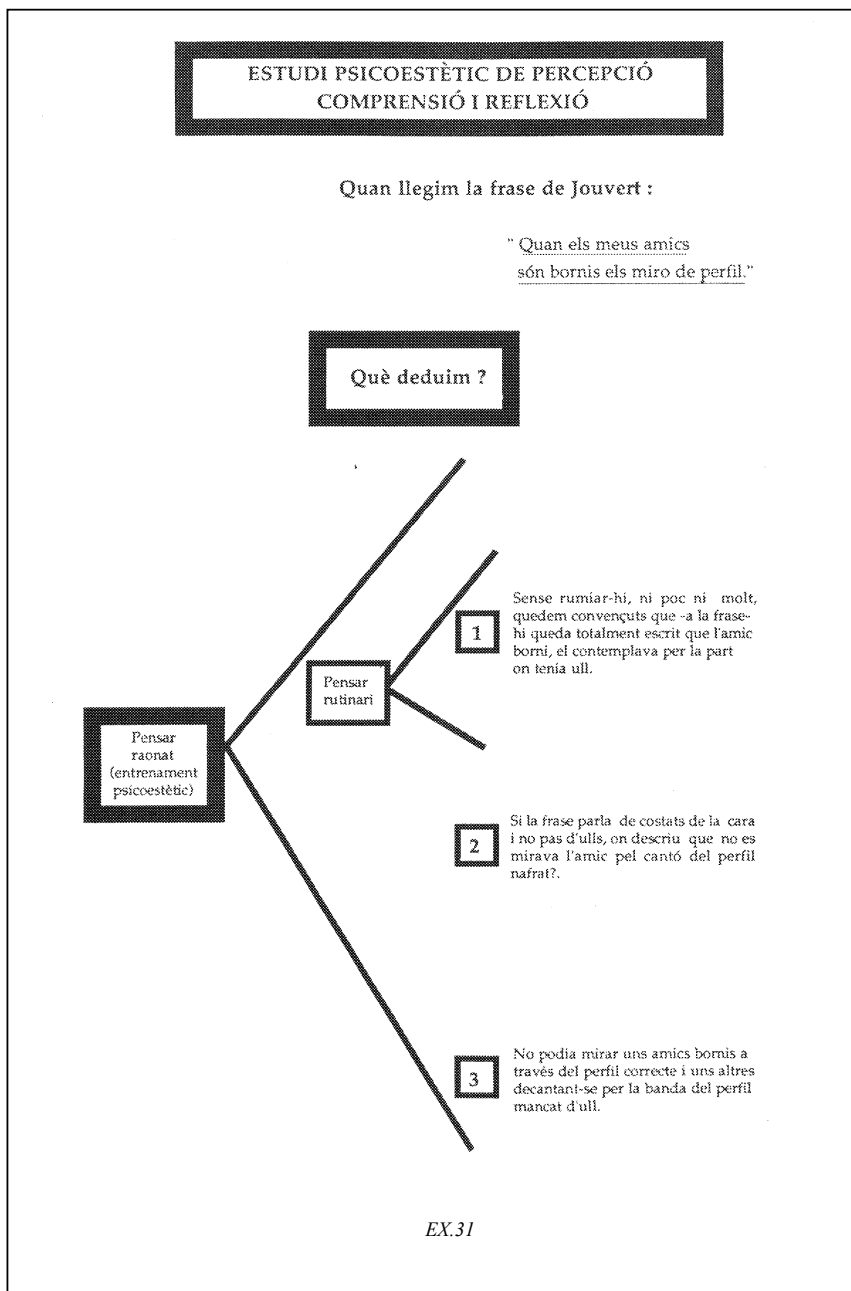 ESTUDI PSICOESTÈTIC DE PERCEPCIÓ
COMPRENSIÓ I REFLEXIÓ
Quan llegim la frase de Jouvert :
" Quan els meus amics
són bornis els miro de perfil."
Què deduim ?
1
Sense rumiar-hi, ni poc ni molt,
quedem convençuts que -a la frase-
hi queda totalment escrit que l'amic
borni, el contemplava per la part
on tenía ull.
Pensar
rutinari
Pensar
raonat
(entrenament
psicoestètic)
2
Si la frase parla de costats de la cara
i no pas d'ulls, on descriu que no es
mirava l'amic pel cantó del perfil
nafrat?.
3
No podia mirar uns amics bornis a
través del perfil correcte i uns altres
decantant-se per la banda del perfil
mancat d'ull.
EX.31